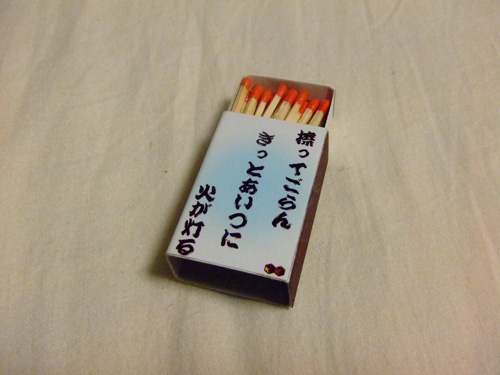 擦ってごらん
きっとあいつに
火が灯る